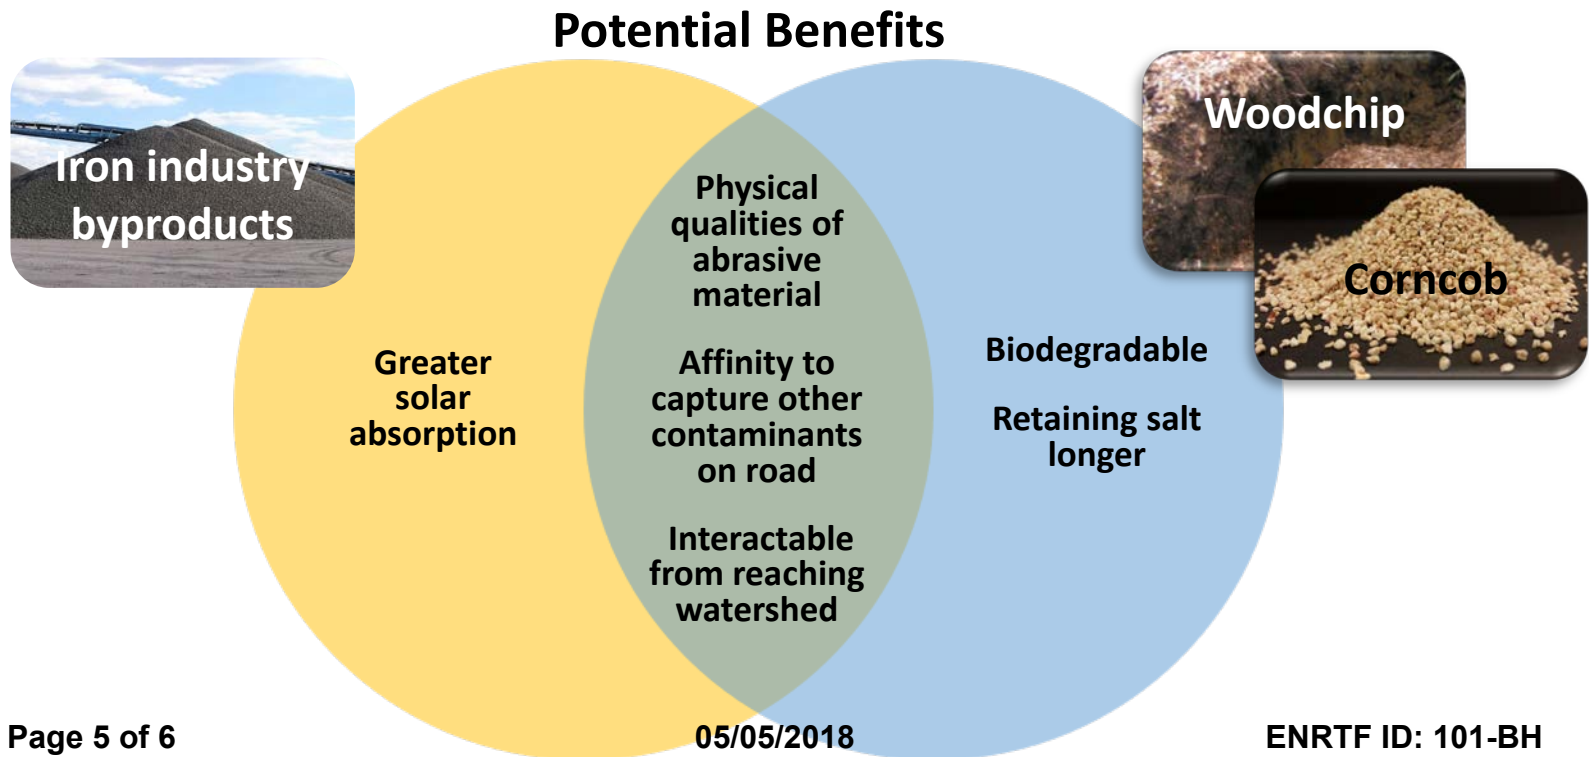 Potential Benefits
Iron industry
byproducts
Woodchip
Corncob
Greater
solar
absorption
Physical
qualities of
abrasive
material
Affinity to
capture other
contaminants
on road
Interactable
from reaching
watershed
Biodegradable
Retaining salt
longer
Page 5 of 6
05/05/2018
ENRTF ID: 101-BH